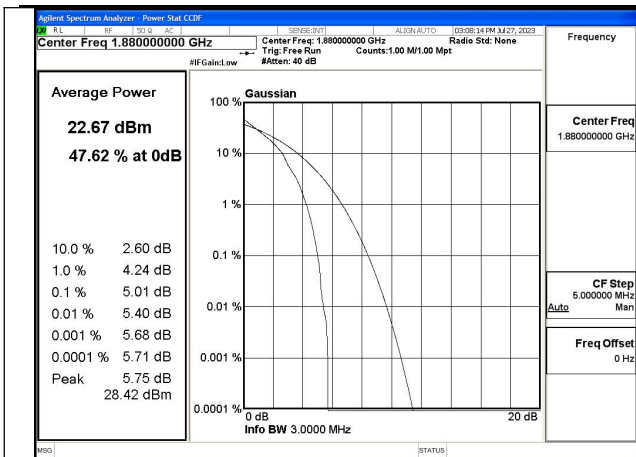 Agilent Spectrum Analyzer - Power Stat CCDF
RL RF 50 Ω AC SENSE:INT ALIGN AUTO 03:08:14 PM Jul 27, 2023
Center Freq 1.880000000 GHz
Center Freq: 1.880000000 GHz Radio Std: None
Trig: Free Run Counts:1.00 M/1.00 Mpt
#IFGain:Low #Atten: 40 dB
Frequency
Average Power
22.67 dBm
47.62 % at 0dB
10.0 % 2.60 dB
1.0 % 4.24 dB
0.1 % 5.01 dB
0.01 % 5.40 dB
0.001 % 5.68 dB
0.0001 % 5.71 dB
Peak 5.75 dB
28.42 dBm
Gaussian
100 %
10 %
1 %
0.1 %
0.01 %
0.001 %
0.0001 %
0 dB 20 dB
Info BW 3.0000 MHz
Center Freq
1.880000000 GHz
CF Step
5.000000 MHz
Auto Man
Freq Offset
0 Hz
MSG STATUS